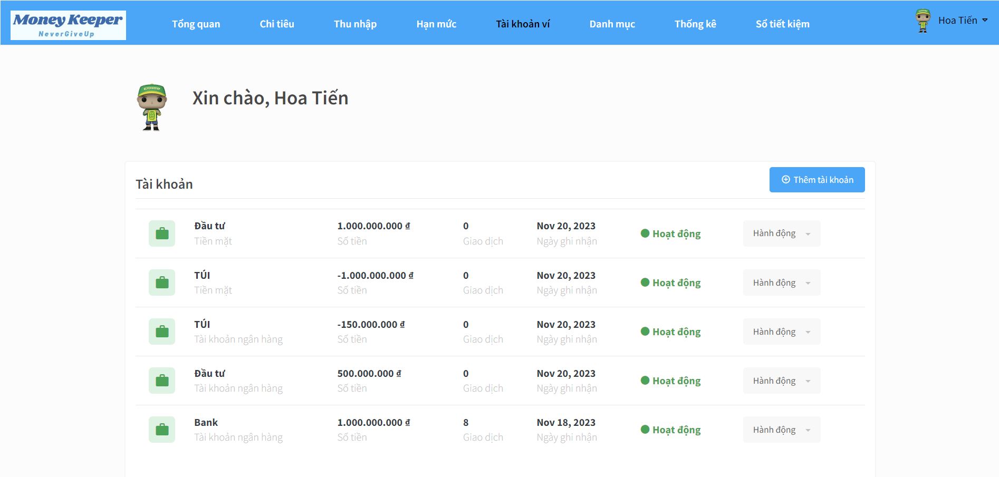 Money Keeper
NeverGiveUp
Tổng quan Chi tiêu Thu nhập Hạn mức Tài khoản ví Danh mục Thống kê Sổ tiết kiệm Hoa Tiến
Xin chào, Hoa Tiến
Tài khoản
Thêm tài khoản
Đầu tư 1.000.000.000 ₫ 0 Nov 20, 2023 Hoạt động Hành động
Tiền mặt Số tiền Giao dịch Ngày ghi nhận
TÚI -1.000.000.000 ₫ 0 Nov 20, 2023 Hoạt động Hành động
Tiền mặt Số tiền Giao dịch Ngày ghi nhận
TÚI -150.000.000 ₫ 0 Nov 20, 2023 Hoạt động Hành động
Tài khoản ngân hàng Số tiền Giao dịch Ngày ghi nhận
Đầu tư 500.000.000 ₫ 0 Nov 20, 2023 Hoạt động Hành động
Tài khoản ngân hàng Số tiền Giao dịch Ngày ghi nhận
Bank 1.000.000.000 ₫ 8 Nov 18, 2023 Hoạt động Hành động
Tài khoản ngân hàng Số tiền Giao dịch Ngày ghi nhận